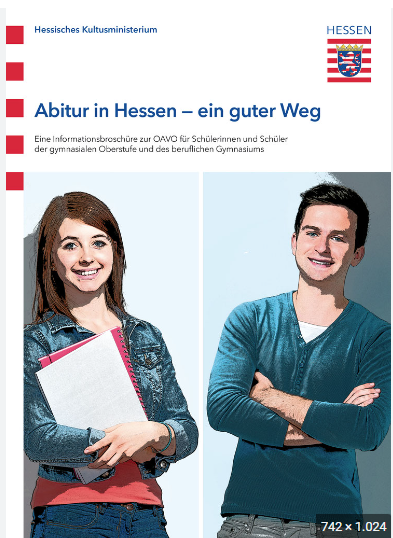 Hessisches Kultusministerium
HESSEN
Abitur in Hessen – ein guter Weg
Eine Informationsbroschüre zur OAVO für Schülerinnen und Schüler
der gymnasialen Oberstufe und des beruflichen Gymnasiums
742 × 1.024